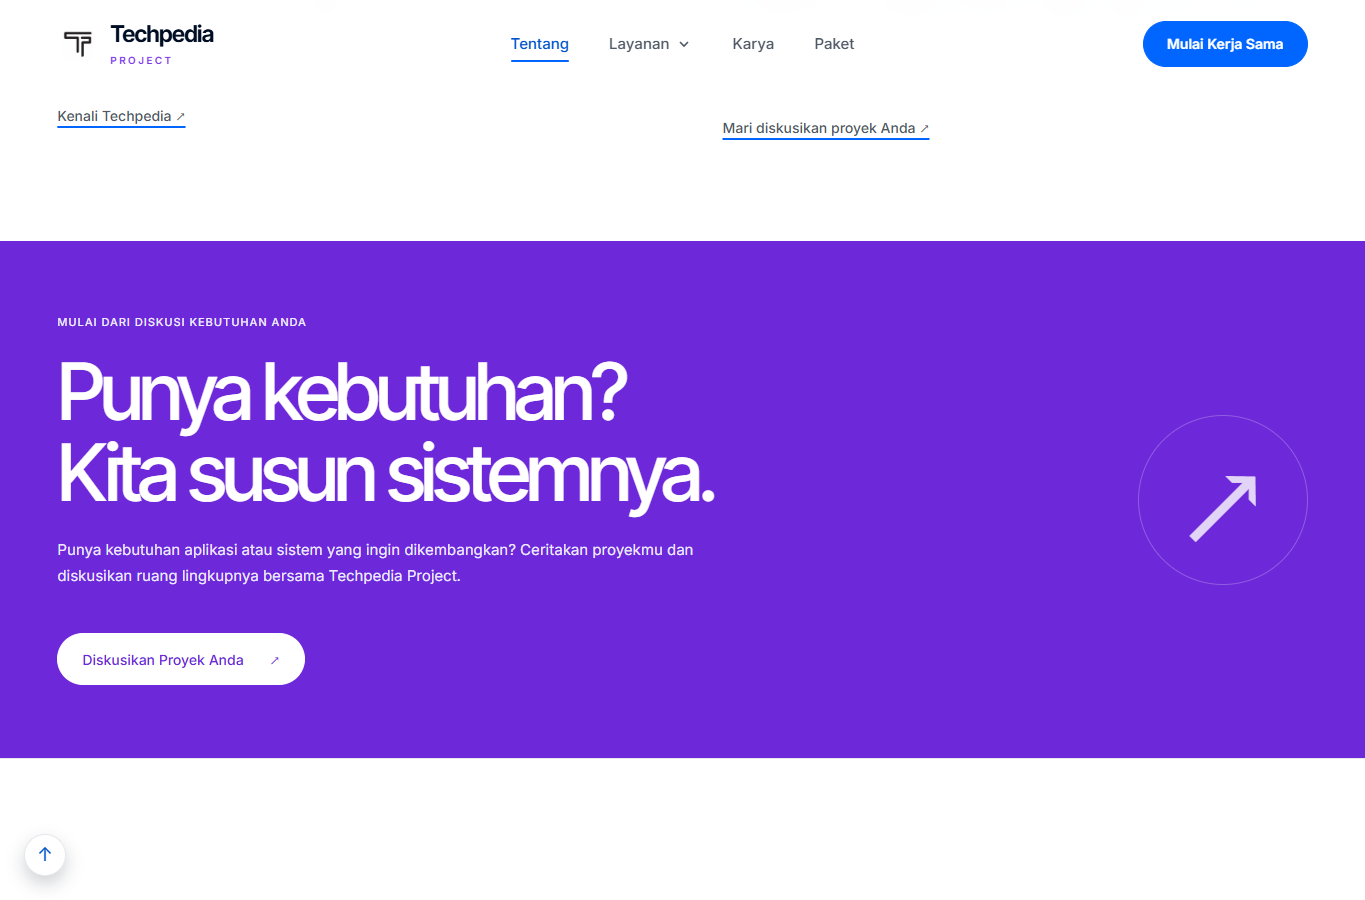 Techpedia
PROJECT
Tentang
Layanan
Karya
Paket
Mulai Kerja Sama
Kenali Techpedia ↗
Mari diskusikan proyek Anda ↗
MULAI DARI DISKUSI KEBUTUHAN ANDA
Punya kebutuhan?
Kita susun sistemnya.
Punya kebutuhan aplikasi atau sistem yang ingin dikembangkan? Ceritakan proyekmu dan
diskusikan ruang lingkupnya bersama Techpedia Project.
Diskusikan Proyek Anda ↗